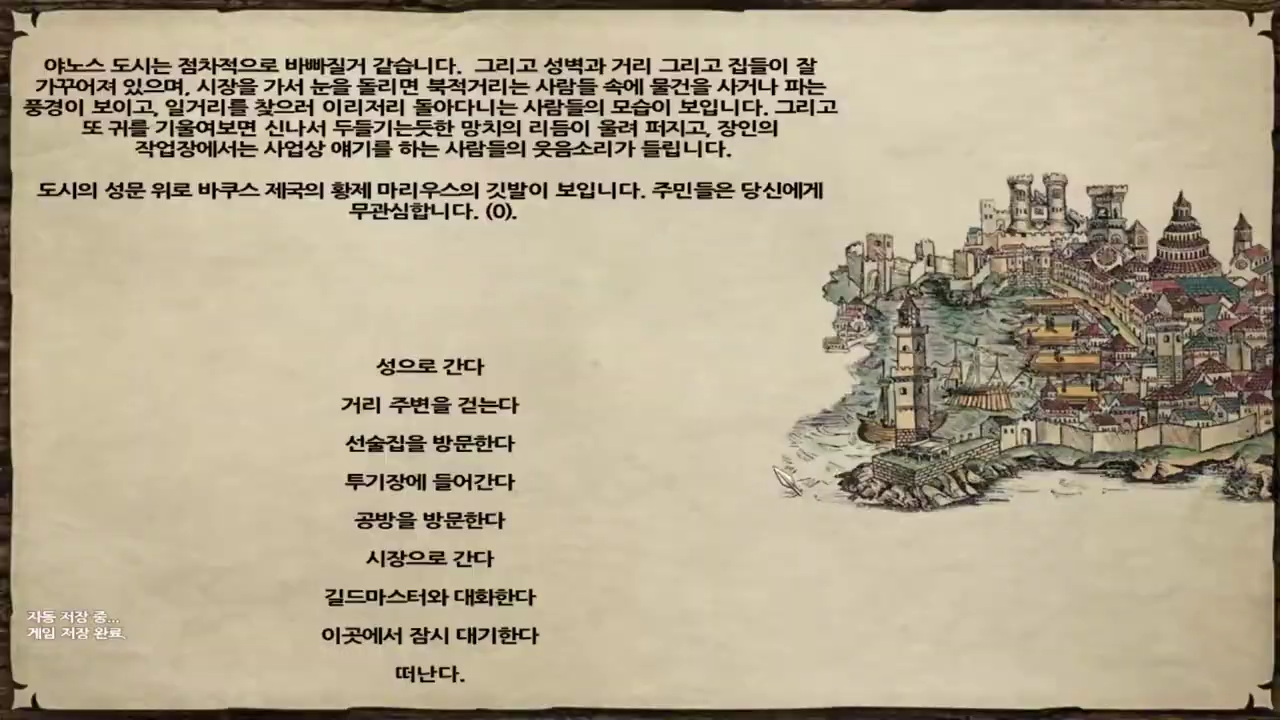 야노스 도시는 점차적으로 바빠질거 같습니다. 그리고 성벽과 거리 그리고 집들이 잘
가꾸어져 있으며, 시장을 가서 눈을 돌리면 북적거리는 사람들 속에 물건을 사거나 파는
풍경이 보이고, 일거리를 찾으러 이리저리 돌아다니는 사람들의 모습이 보입니다. 그리고
또 귀를 기울여보면 신나서 두들기는듯한 망치의 리듬이 울려 퍼지고, 장인의
작업장에서는 사업상 얘기를 하는 사람들의 웃음소리가 들립니다.
도시의 성문 위로 바쿠스 제국의 황제 마리우스의 깃발이 보입니다. 주민들은 당신에게
무관심합니다. (0).
성으로 간다
거리 주변을 걷는다
선술집을 방문한다
투기장에 들어간다
공방을 방문한다
시장으로 간다
길드마스터와 대화한다
이곳에서 잠시 대기한다
떠난다.
자동 저장 중...
게임 저장 완료.